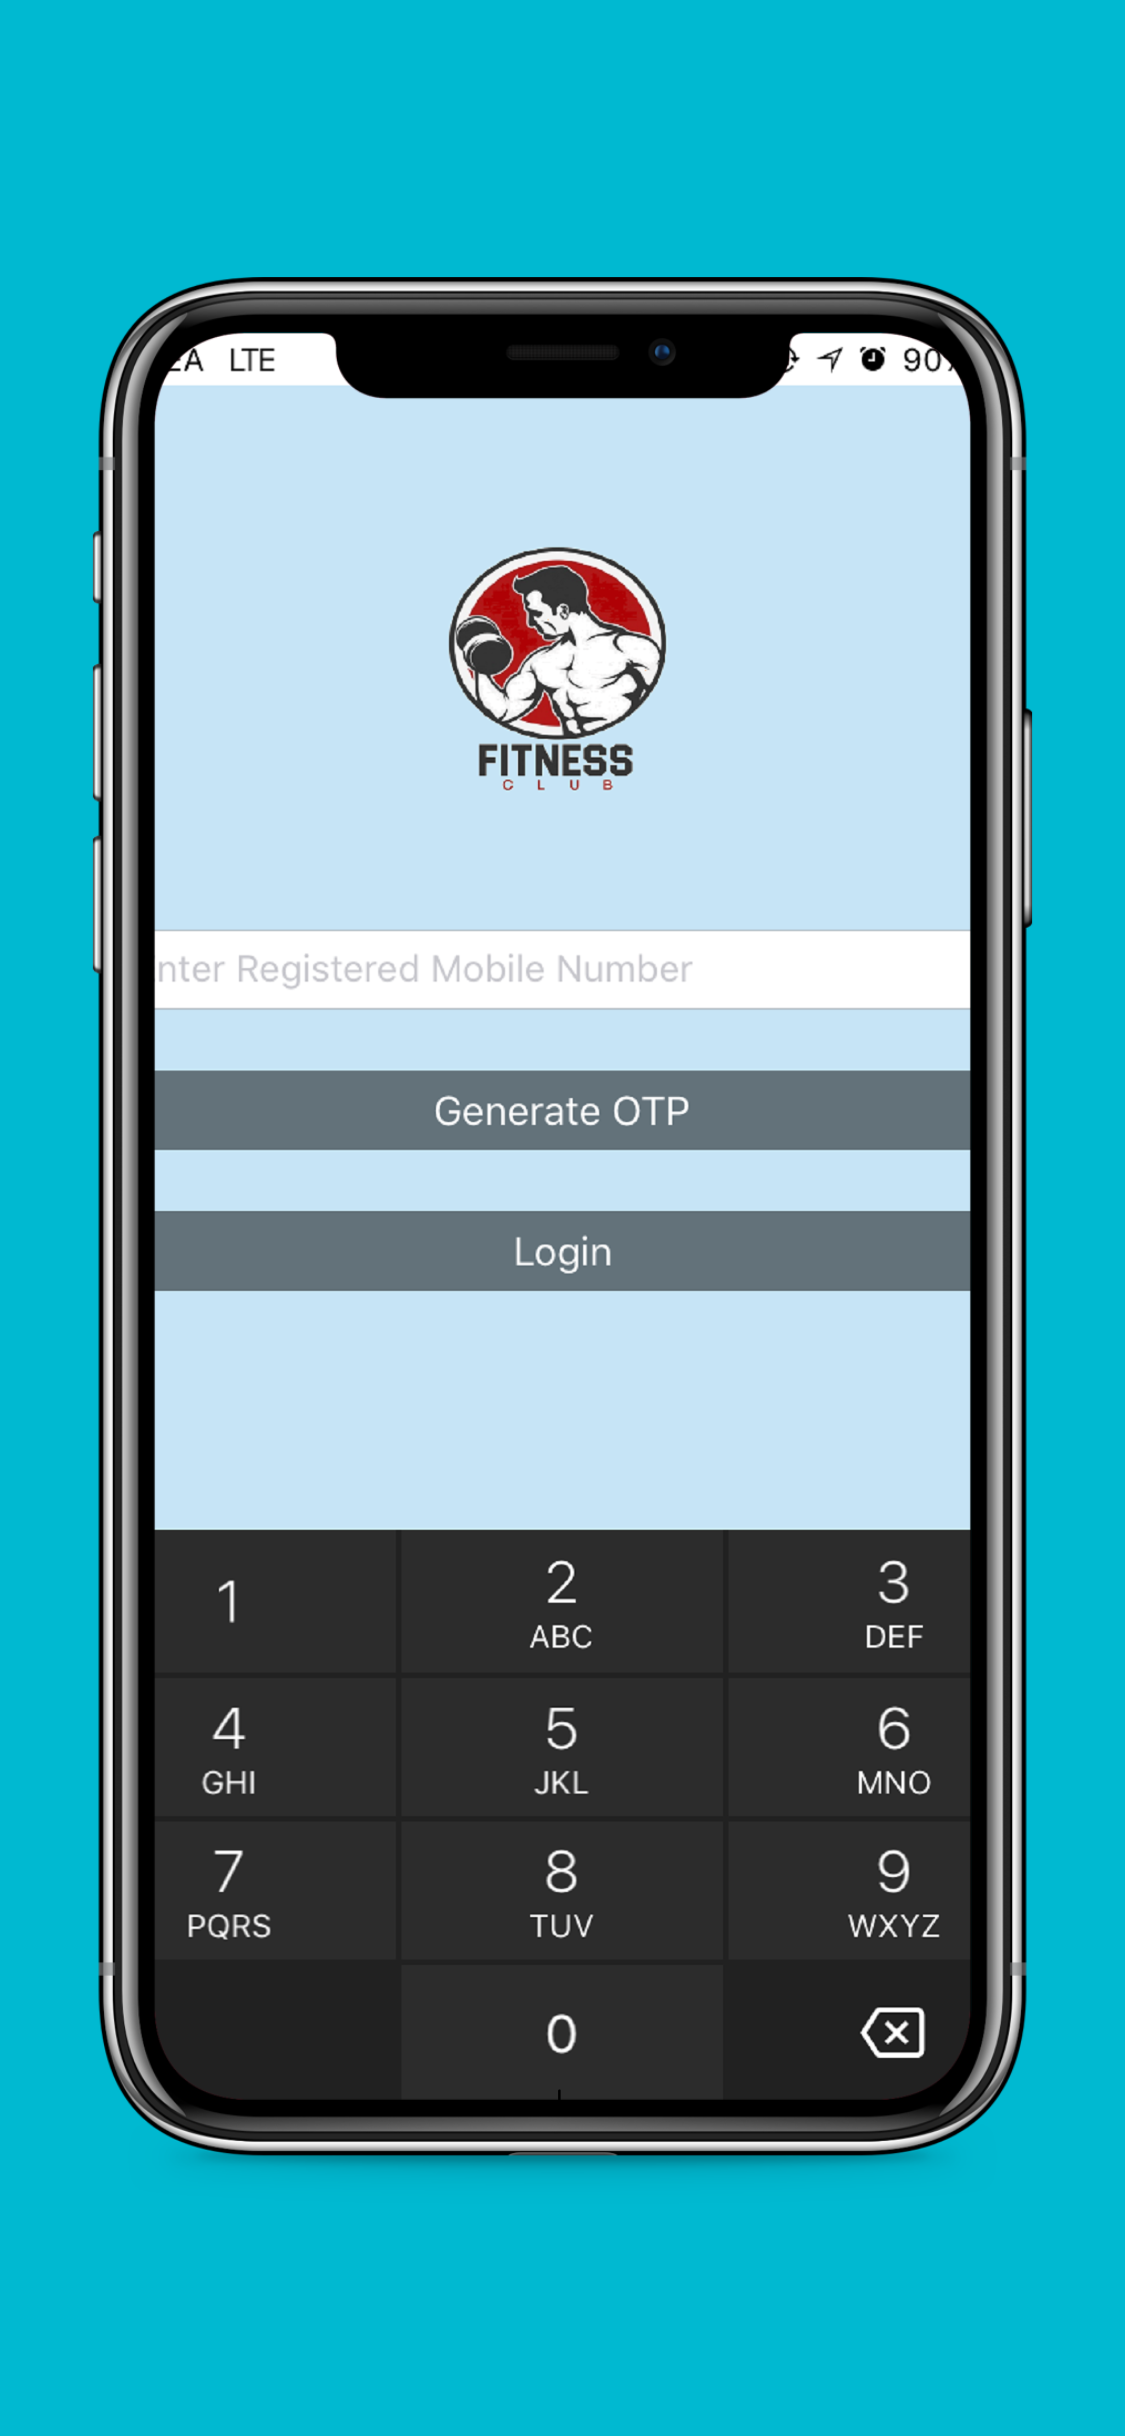 LTE
FITNESS
CLUB
nter Registered Mobile Number
Generate OTP
Login
1
2
3
ABC
DEF
4
5
6
GHI
JKL
MNO
7
8
9
PQRS
TUV
WXYZ
0